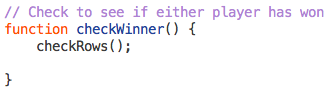 // Check to see if either player has won
function checkWinner() {
    checkRows();
}